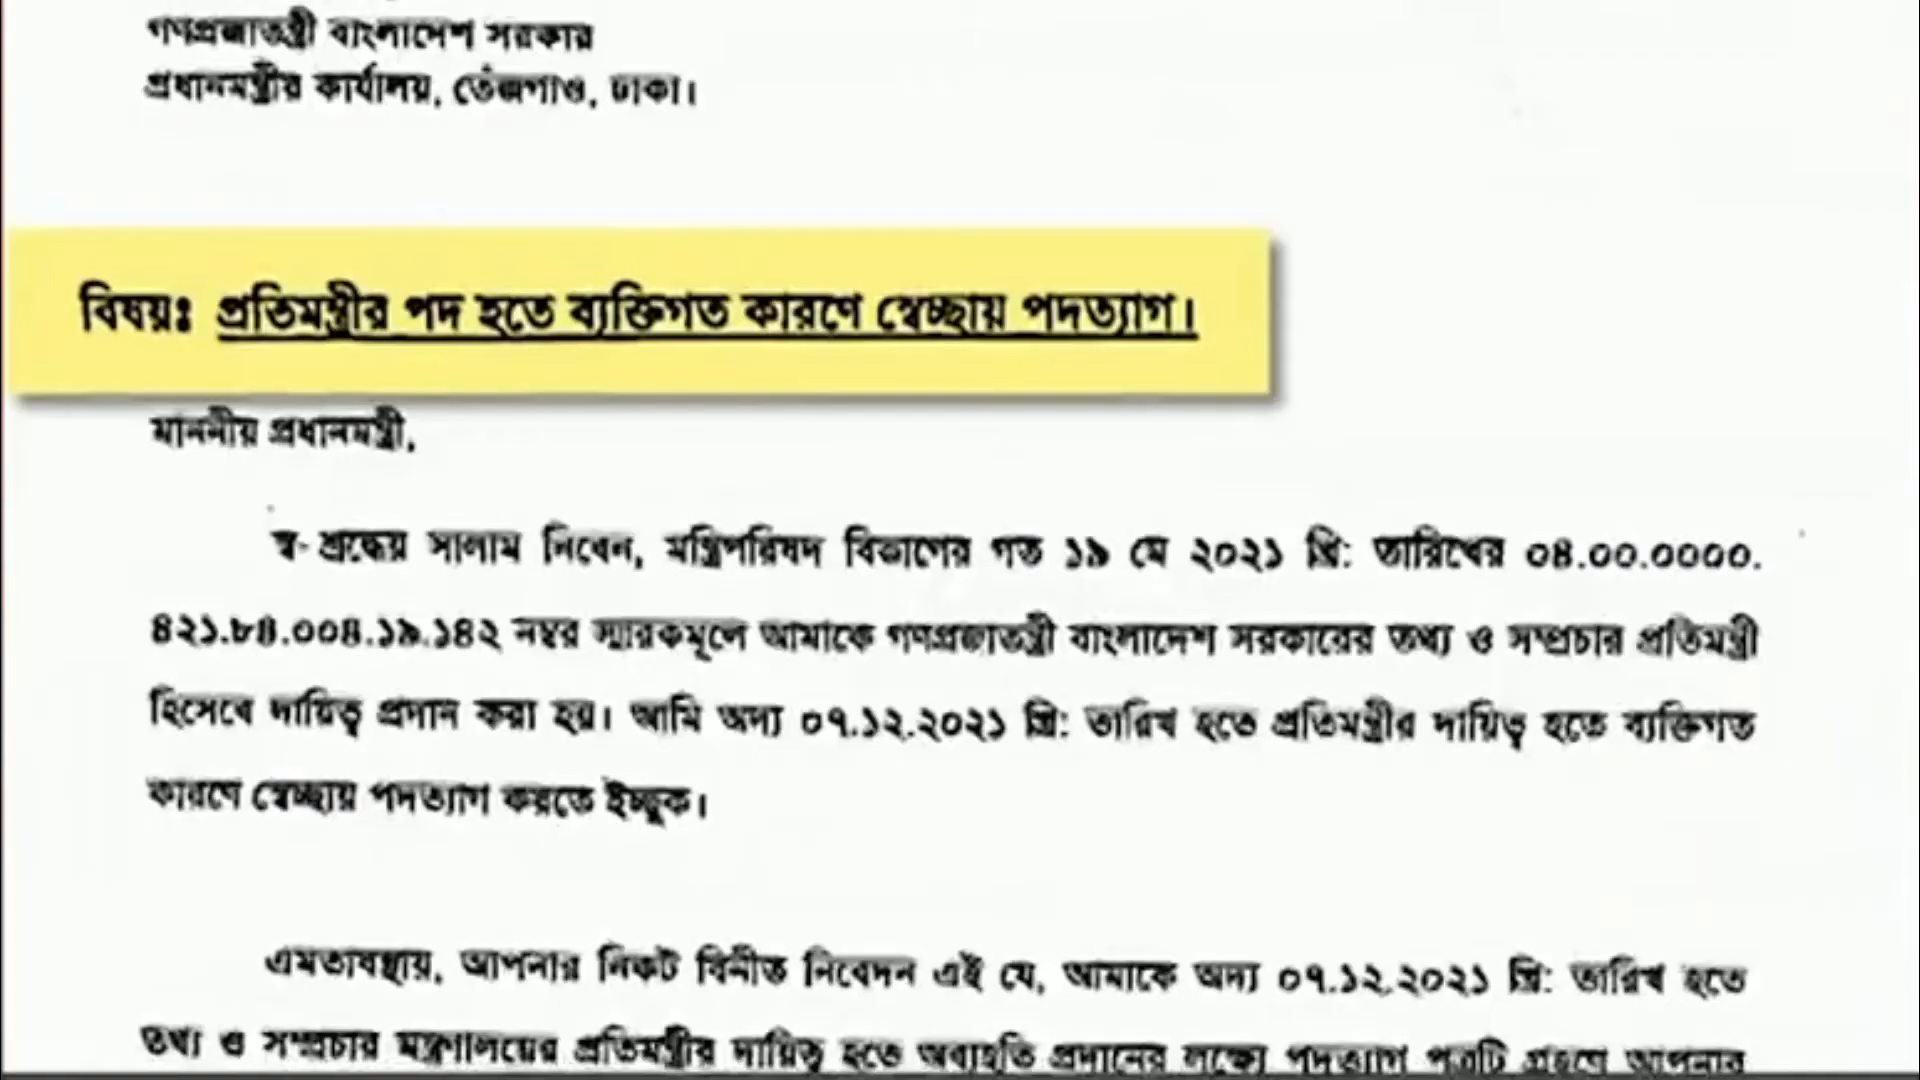 গণপ্রজাতন্ত্রী বাংলাদেশ সরকার
প্রধানমন্ত্রীর কার্যালয়, তেঁজগাও, ঢাকা।
বিষয়ঃ প্রতিমন্ত্রীর পদ হতে ব্যক্তিগত কারণে স্বেচ্ছায় পদত্যাগ।
মাননীয় প্রধানমন্ত্রী,
স্ব- শ্রদ্ধেয় সালাম নিবেন, মন্ত্রিপরিষদ বিভাগের গত ১৯ মে ২০২১ খ্রি: তারিখের ০৪.০০.০০০০.
৪২১.৮৪.০০৪.১৯.১৪২ নম্বর স্মারকমূলে আমাকে গণপ্রজাতন্ত্রী বাংলাদেশ সরকারের তথ্য ও সম্প্রচার প্রতিমন্ত্রী
হিসেবে দায়িত্ব প্রদান করা হয়। আমি অদ্য ০৭.১২.২০২১ খ্রি: তারিখ হতে প্রতিমন্ত্রীর দায়িত্ব হতে ব্যক্তিগত
কারণে স্বেচ্ছায় পদত্যাগ করতে ইচ্ছুক।
এমতাবস্থায়, আপনার নিকট বিনীত নিবেদন এই যে, আমাকে অদ্য ০৭.১২.২০২১ খ্রি: তারিখ হতে
তথ্য ও সম্প্রচার মন্ত্রণালয়ের প্রতিমন্ত্রীর দায়িত্ব হতে অব্যাহতি প্রদানের লক্ষ্যে পদত্যাগ পত্রটি গ্রহণে আপনার